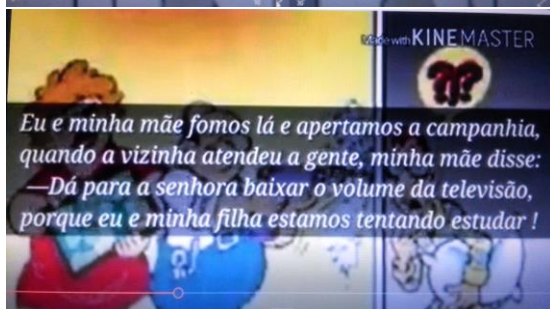 Made with KINEMASTER
Eu e minha mãe fomos lá e apertamos a campanhia,
quando a vizinha atendeu a gente, minha mãe disse:
—Dá para a senhora baixar o volume da televisão,
porque eu e minha filha estamos tentando estudar !